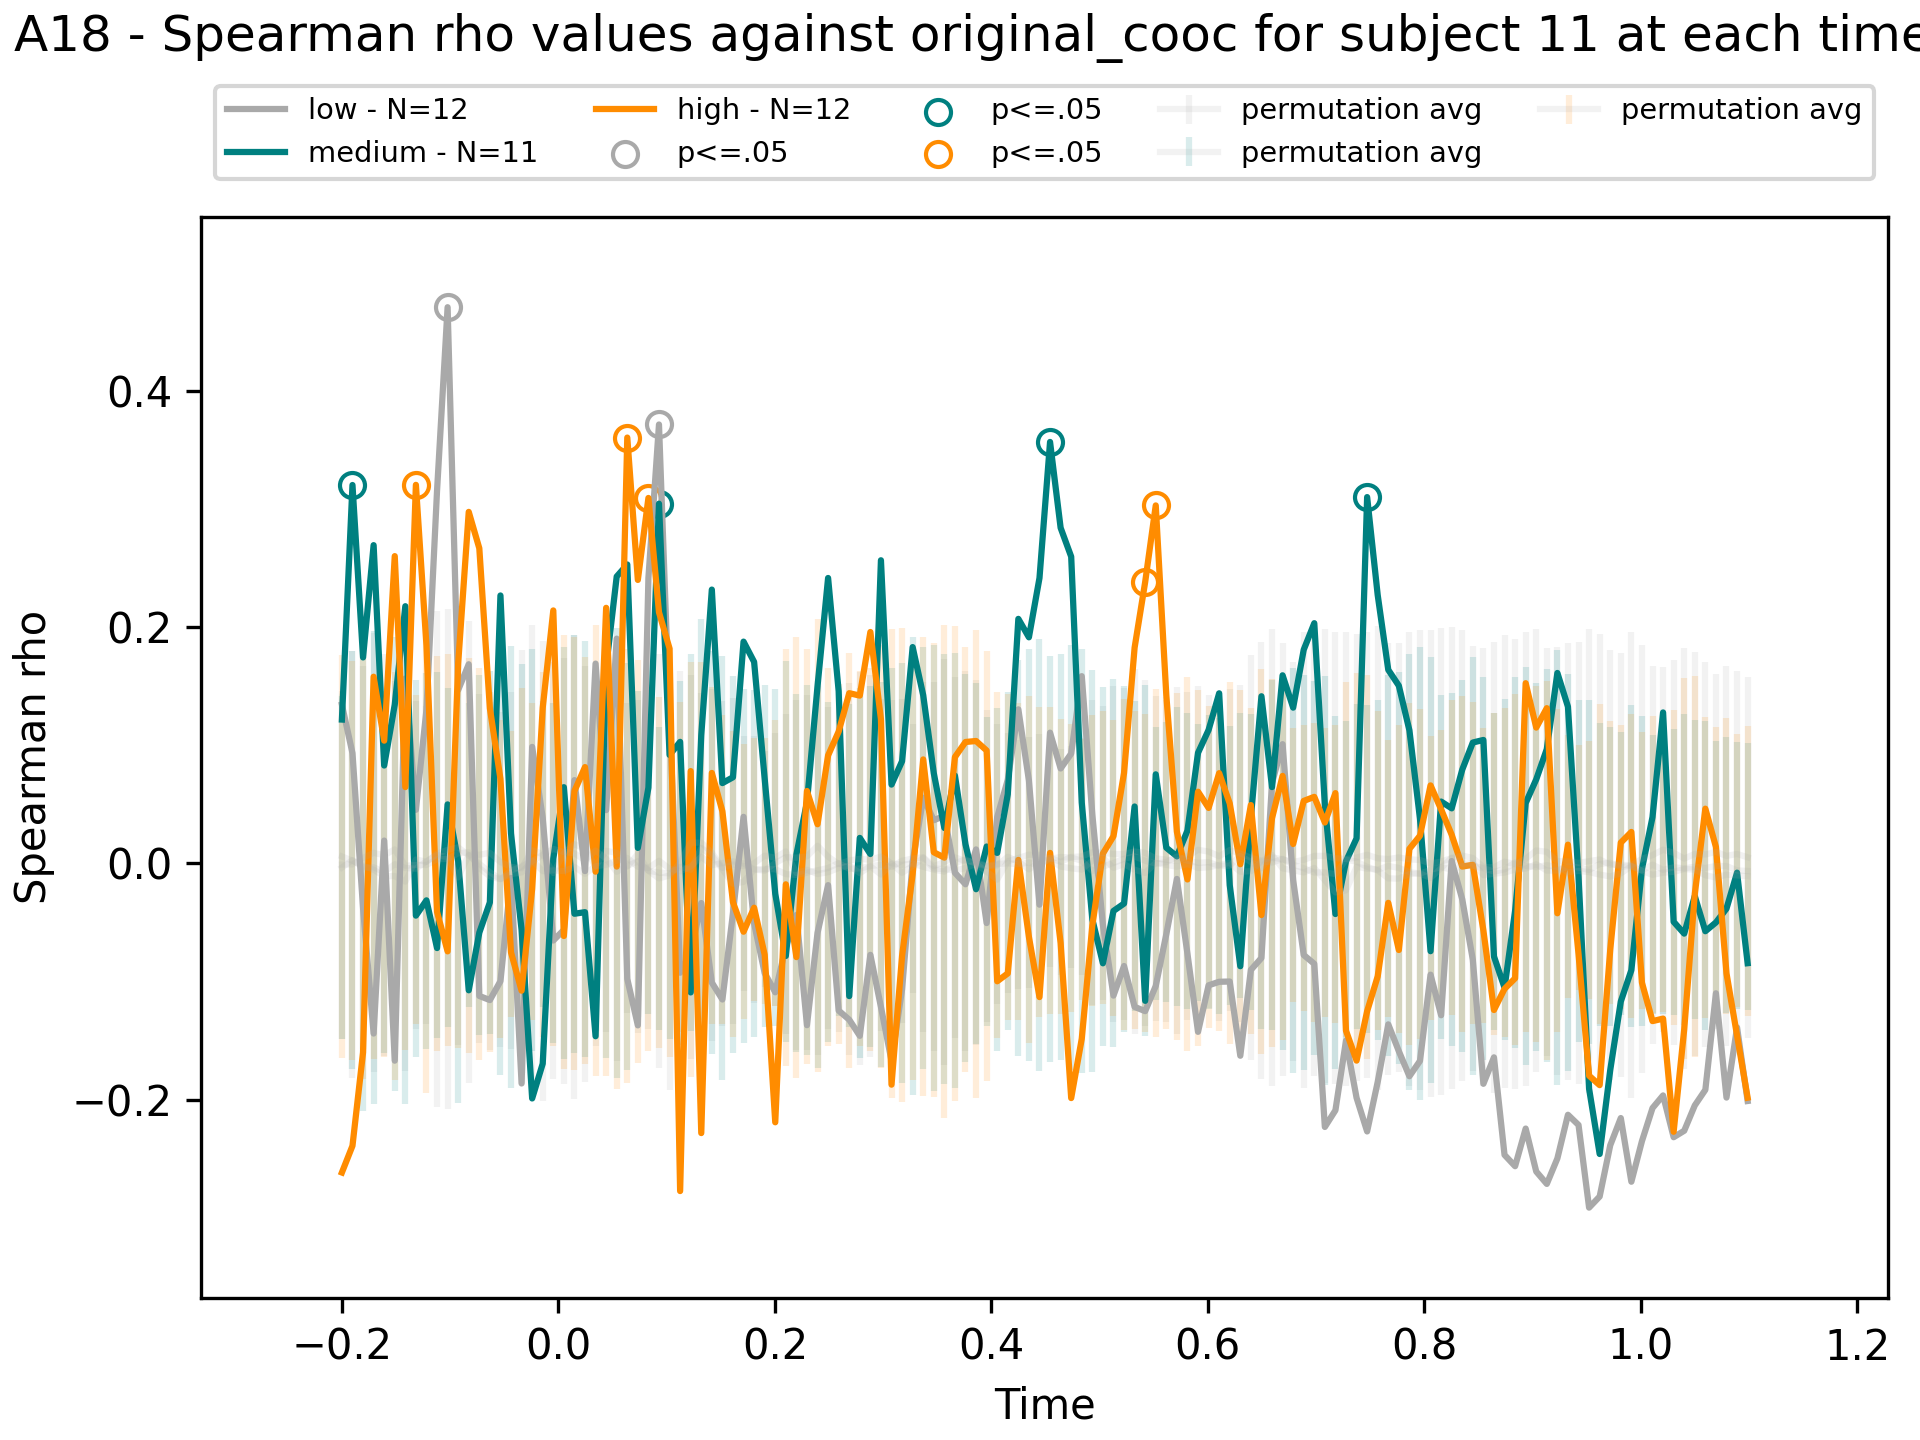 A18 - Spearman rho values against original_cooc for subject 11 at each time
low - N=12 high - N=12 p<=.05 permutation avg permutation avg
medium - N=11 p<=.05 p<=.05 permutation avg
Spearman rho
0.4
0.2
0.0
−0.2
−0.2 0.0 0.2 0.4 0.6 0.8 1.0 1.2
Time